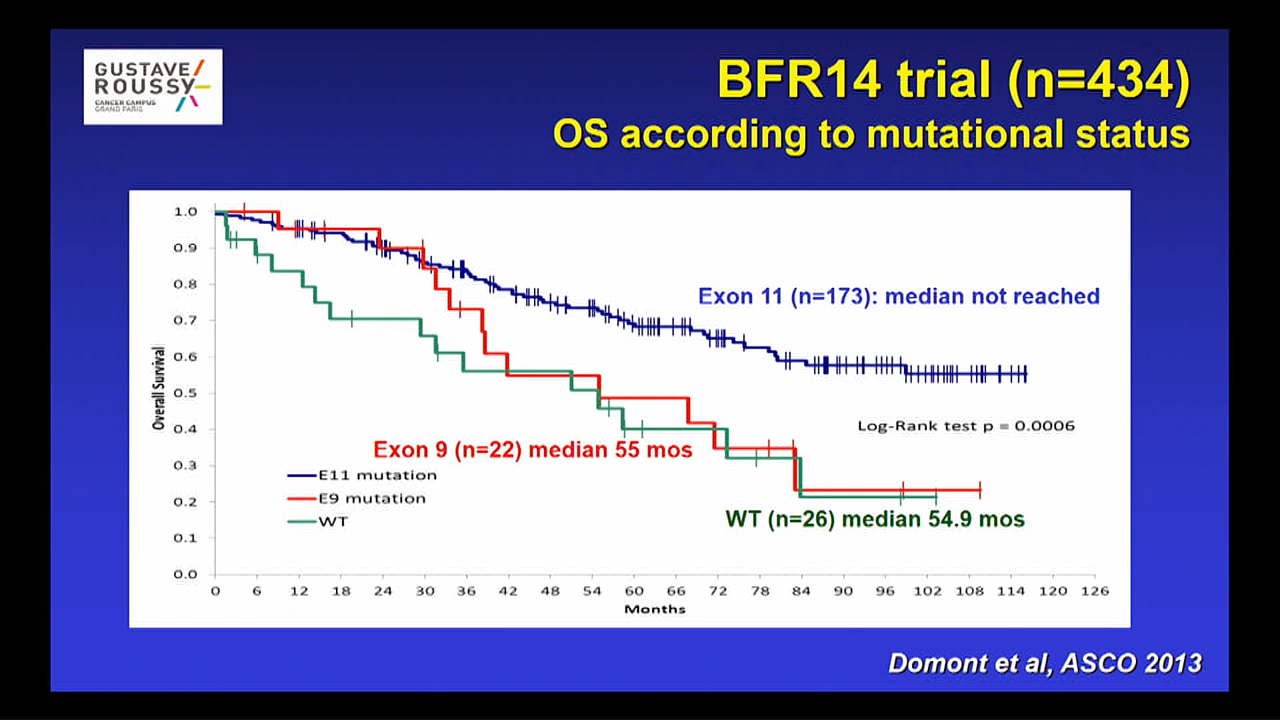 GUSTAVE/
ROUSSY
CANCER CAMPUS
GRAND PARIS
BFR14 trial (n=434)
OS according to mutational status
Overall Survival
1.0
0.9
0.8
0.7
0.6
0.5
0.4
0.3
0.2
0.1
0.0
Exon 11 (n=173): median not reached
Log-Rank test p = 0.0006
Exon 9 (n=22) median 55 mos
E11 mutation
E9 mutation
WT
WT (n=26) median 54.9 mos
0 6 12 18 24 30 36 42 48 54 60 66 72 78 84 90 96 102 108 114 120 126
Months
Domont et al, ASCO 2013